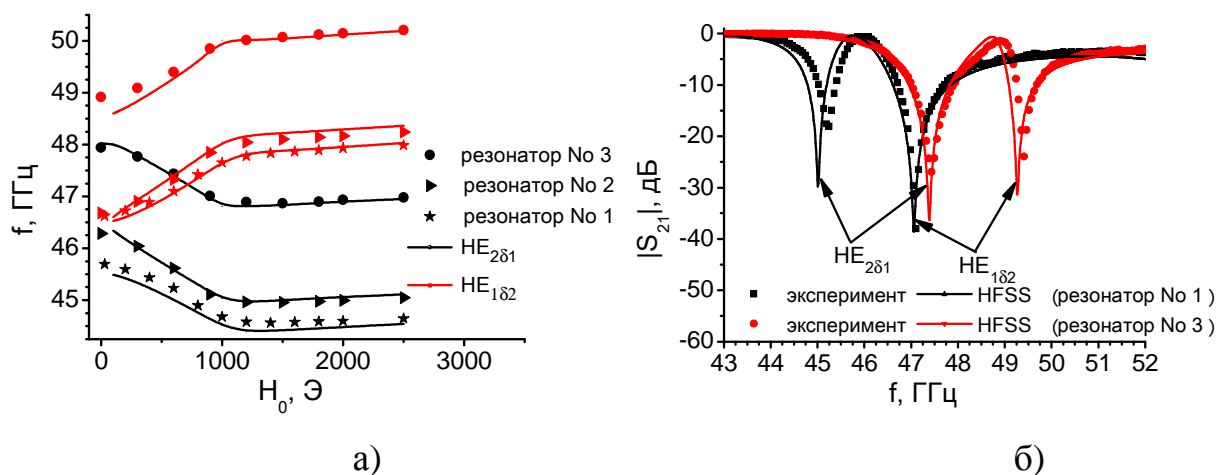 50
49
48
47
46
45
f, ГГц
0
1000
2000
3000
H₀, Э
резонатор No 3
резонатор No 2
резонатор No 1
HE₂δ₁
HE₁δ₂
а)
0
-10
-20
-30
-40
-50
-60
|S₂₁|, дБ
HE₂δ₁
HE₁δ₂
эксперимент HFSS (резонатор No 1)
эксперимент HFSS (резонатор No 3)
43 44 45 46 47 48 49 50 51 52
f, ГГц
б)